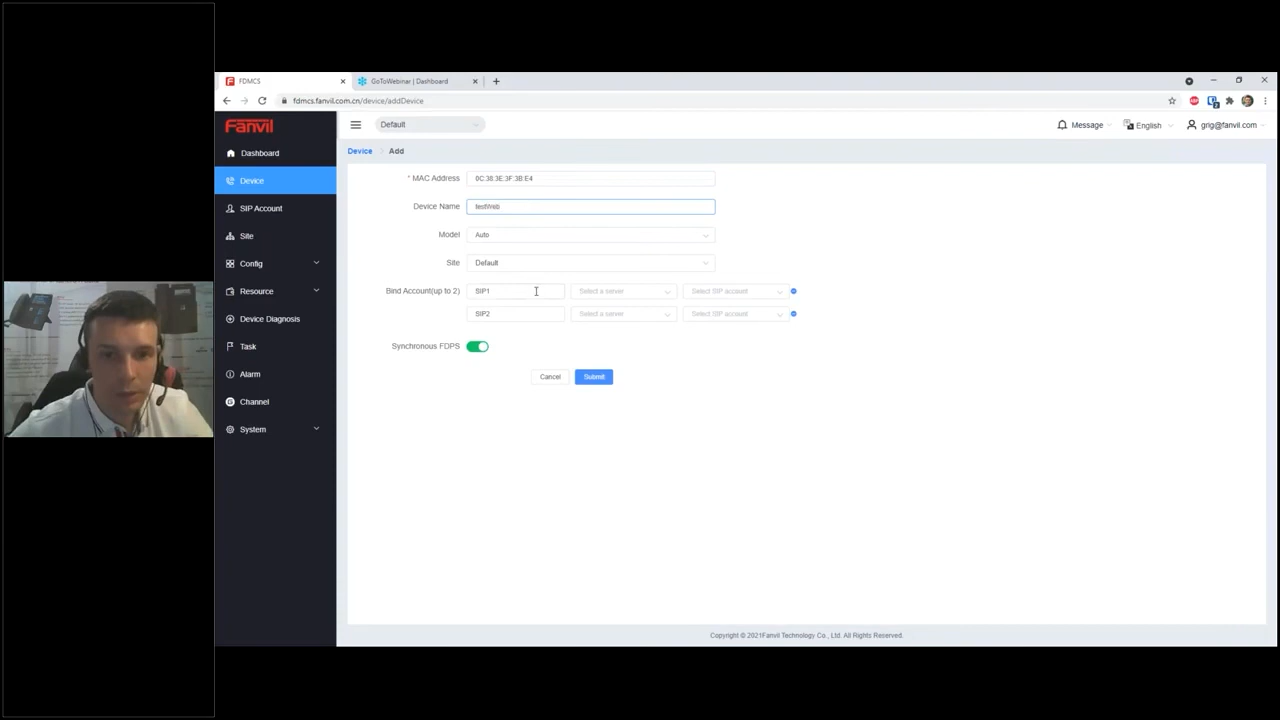 FDMCS
GoToWebinar | Dashboard
fdmcs.fanvil.com.cn/device/addDevice
Fanvil
Default
Message
English
grig@fanvil.com
Dashboard
Device
SIP Account
Site
Config
Resource
Device Diagnosis
Task
Alarm
Channel
System
Device > Add
* MAC Address 0C:38:3E:3F:3B:E4
Device Name testWeb
Model Auto
Site Default
Bind Account(up to 2) SIP1 Select a server Select SIP account
SIP2 Select a server Select SIP account
Synchronous FDPS
Cancel Submit
Copyright © 2021Fanvil Technology Co., Ltd. All Rights Reserved.